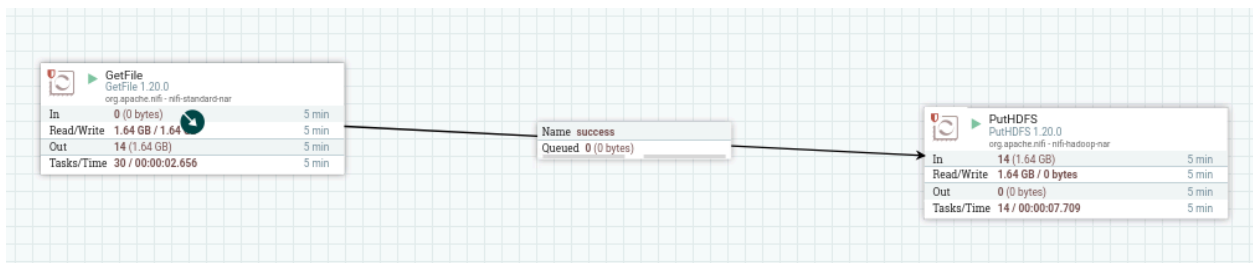 GetFile
GetFile 1.20.0
org.apache.nifi - nifi-standard-nar
In 0 (0 bytes) 5 min
Read/Write 1.64 GB / 1.64 5 min
Out 14 (1.64 GB) 5 min
Tasks/Time 30 / 00:00:02.656 5 min
Name success
Queued 0 (0 bytes)
PutHDFS
PutHDFS 1.20.0
org.apache.nifi - nifi-hadoop-nar
In 14 (1.64 GB) 5 min
Read/Write 1.64 GB / 0 bytes 5 min
Out 0 (0 bytes) 5 min
Tasks/Time 14 / 00:00:07.709 5 min